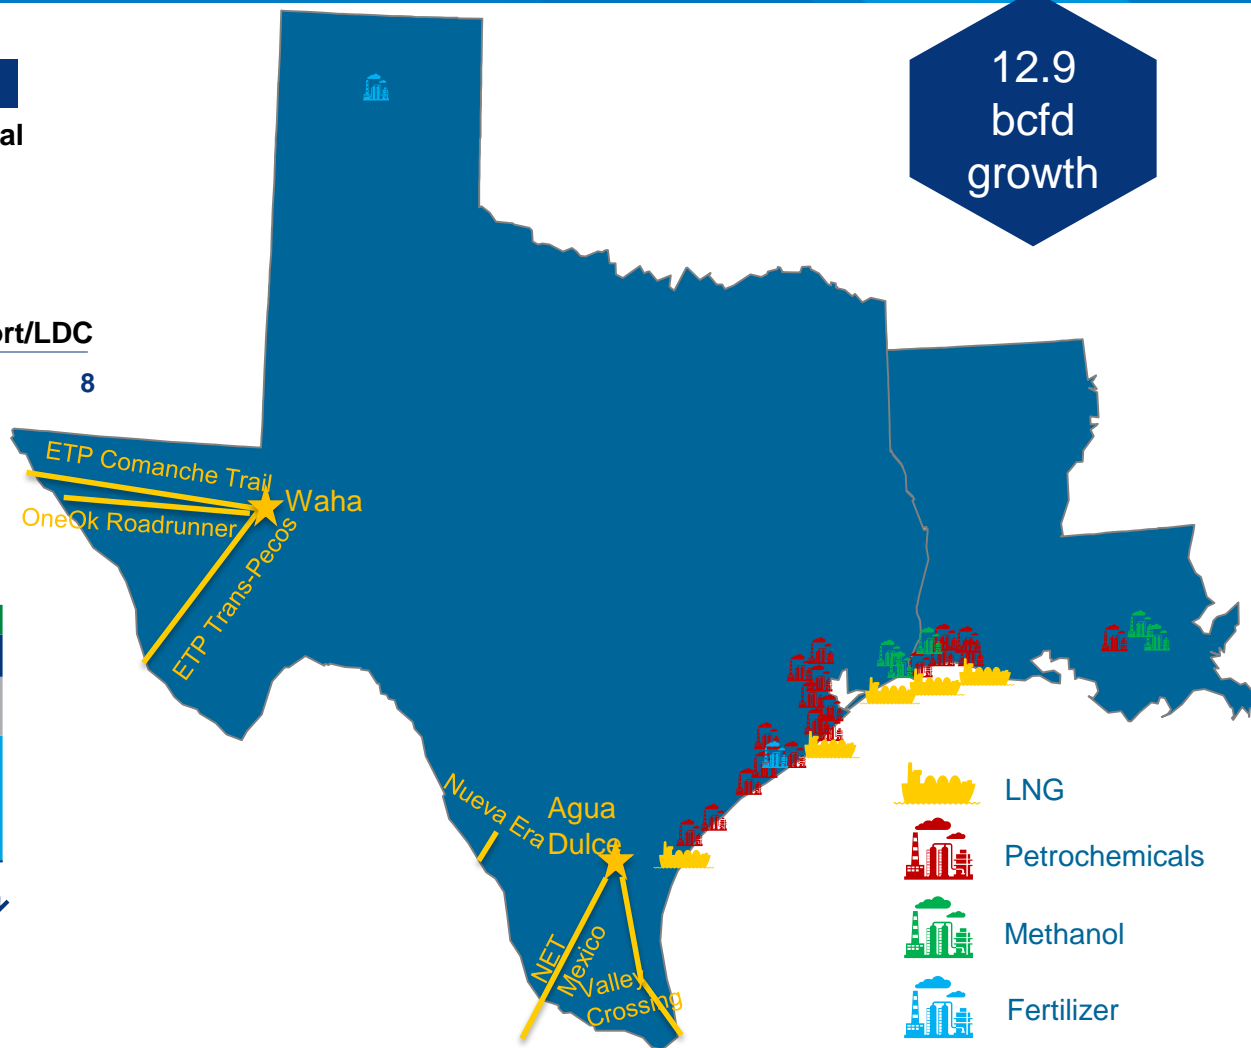 12.9
bcfd
growth
al
rt/LDC
8
ETP Comanche Trail
Waha
OneOk Roadrunner
ETP Trans-Pecos
Nueva Era
Agua
Dulce
NET
Mexico
Valley
Crossing
LNG
Petrochemicals
Methanol
Fertilizer